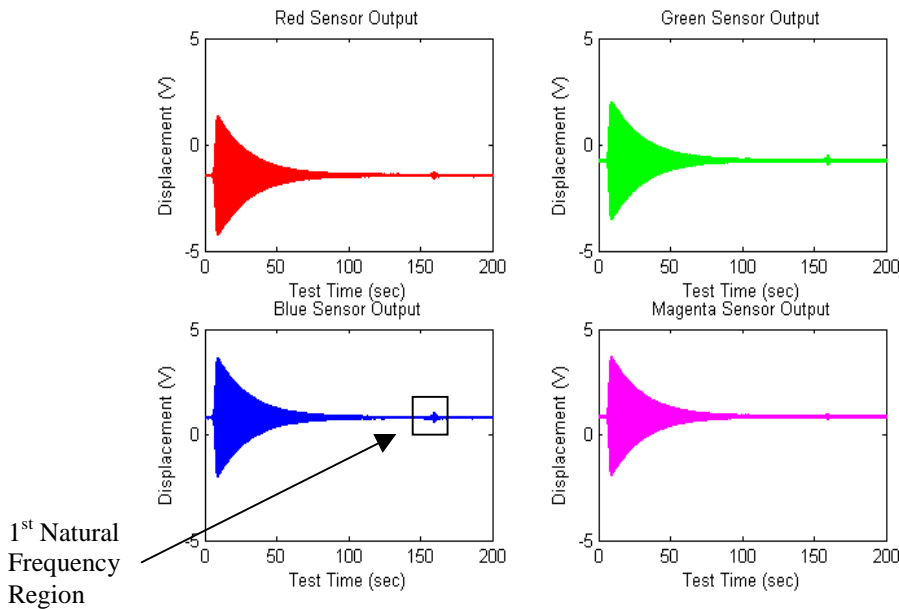 Red Sensor Output
5
0
-5
Displacement (V)
0 50 100 150 200
Test Time (sec)
Green Sensor Output
5
0
-5
Displacement (V)
0 50 100 150 200
Test Time (sec)
Blue Sensor Output
5
0
-5
Displacement (V)
0 50 100 150 200
Test Time (sec)
Magenta Sensor Output
5
0
-5
Displacement (V)
0 50 100 150 200
Test Time (sec)
1st Natural
Frequency
Region